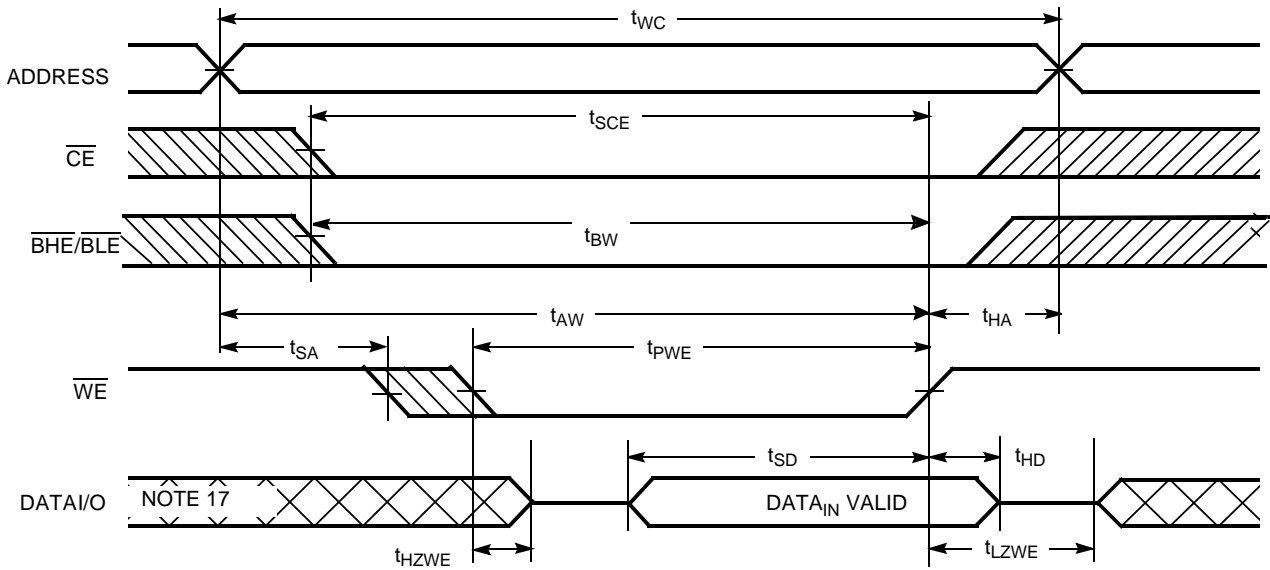 tWC
ADDRESS
tSCE
CE
tBW
BHE/BLE
tAW
tHA
tSA
tPWE
WE
tSD
tHD
DATAI/O
NOTE 17
DATAIN VALID
tHZWE
tLZWE